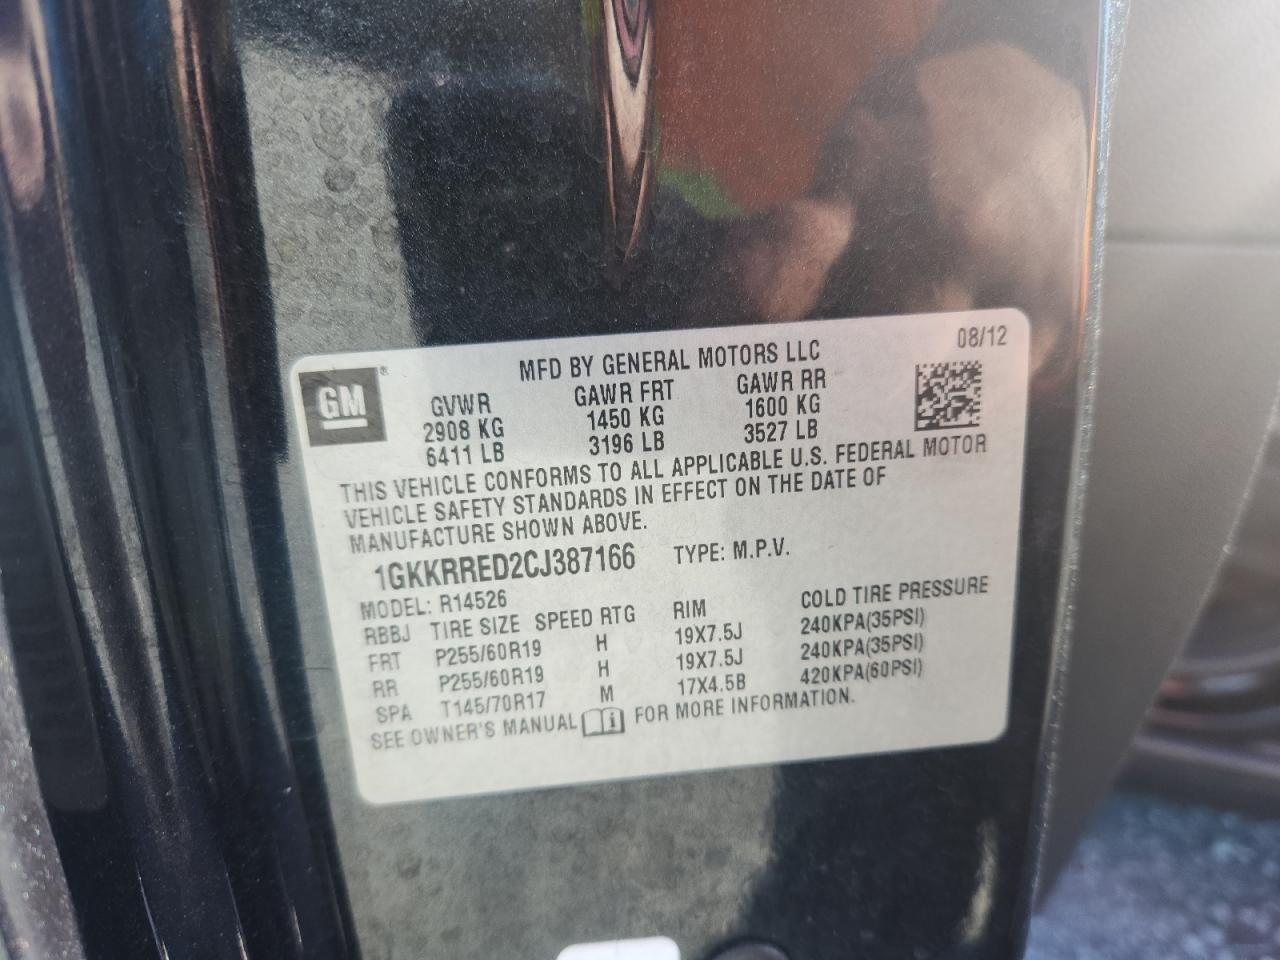 08/12
MFD BY GENERAL MOTORS LLC
GM®
GVWR GAWR FRT GAWR RR
2908 KG 1450 KG 1600 KG
6411 LB 3196 LB 3527 LB
THIS VEHICLE CONFORMS TO ALL APPLICABLE U.S. FEDERAL MOTOR
VEHICLE SAFETY STANDARDS IN EFFECT ON THE DATE OF
MANUFACTURE SHOWN ABOVE.
1GKKRRED2CJ387166 TYPE: M.P.V.
MODEL: R14526
RBBJ TIRE SIZE SPEED RTG RIM COLD TIRE PRESSURE
FRT P255/60R19 H 19X7.5J 240KPA(35PSI)
RR P255/60R19 H 19X7.5J 240KPA(35PSI)
SPA T145/70R17 M 17X4.5B 420KPA(60PSI)
SEE OWNER'S MANUAL i FOR MORE INFORMATION.